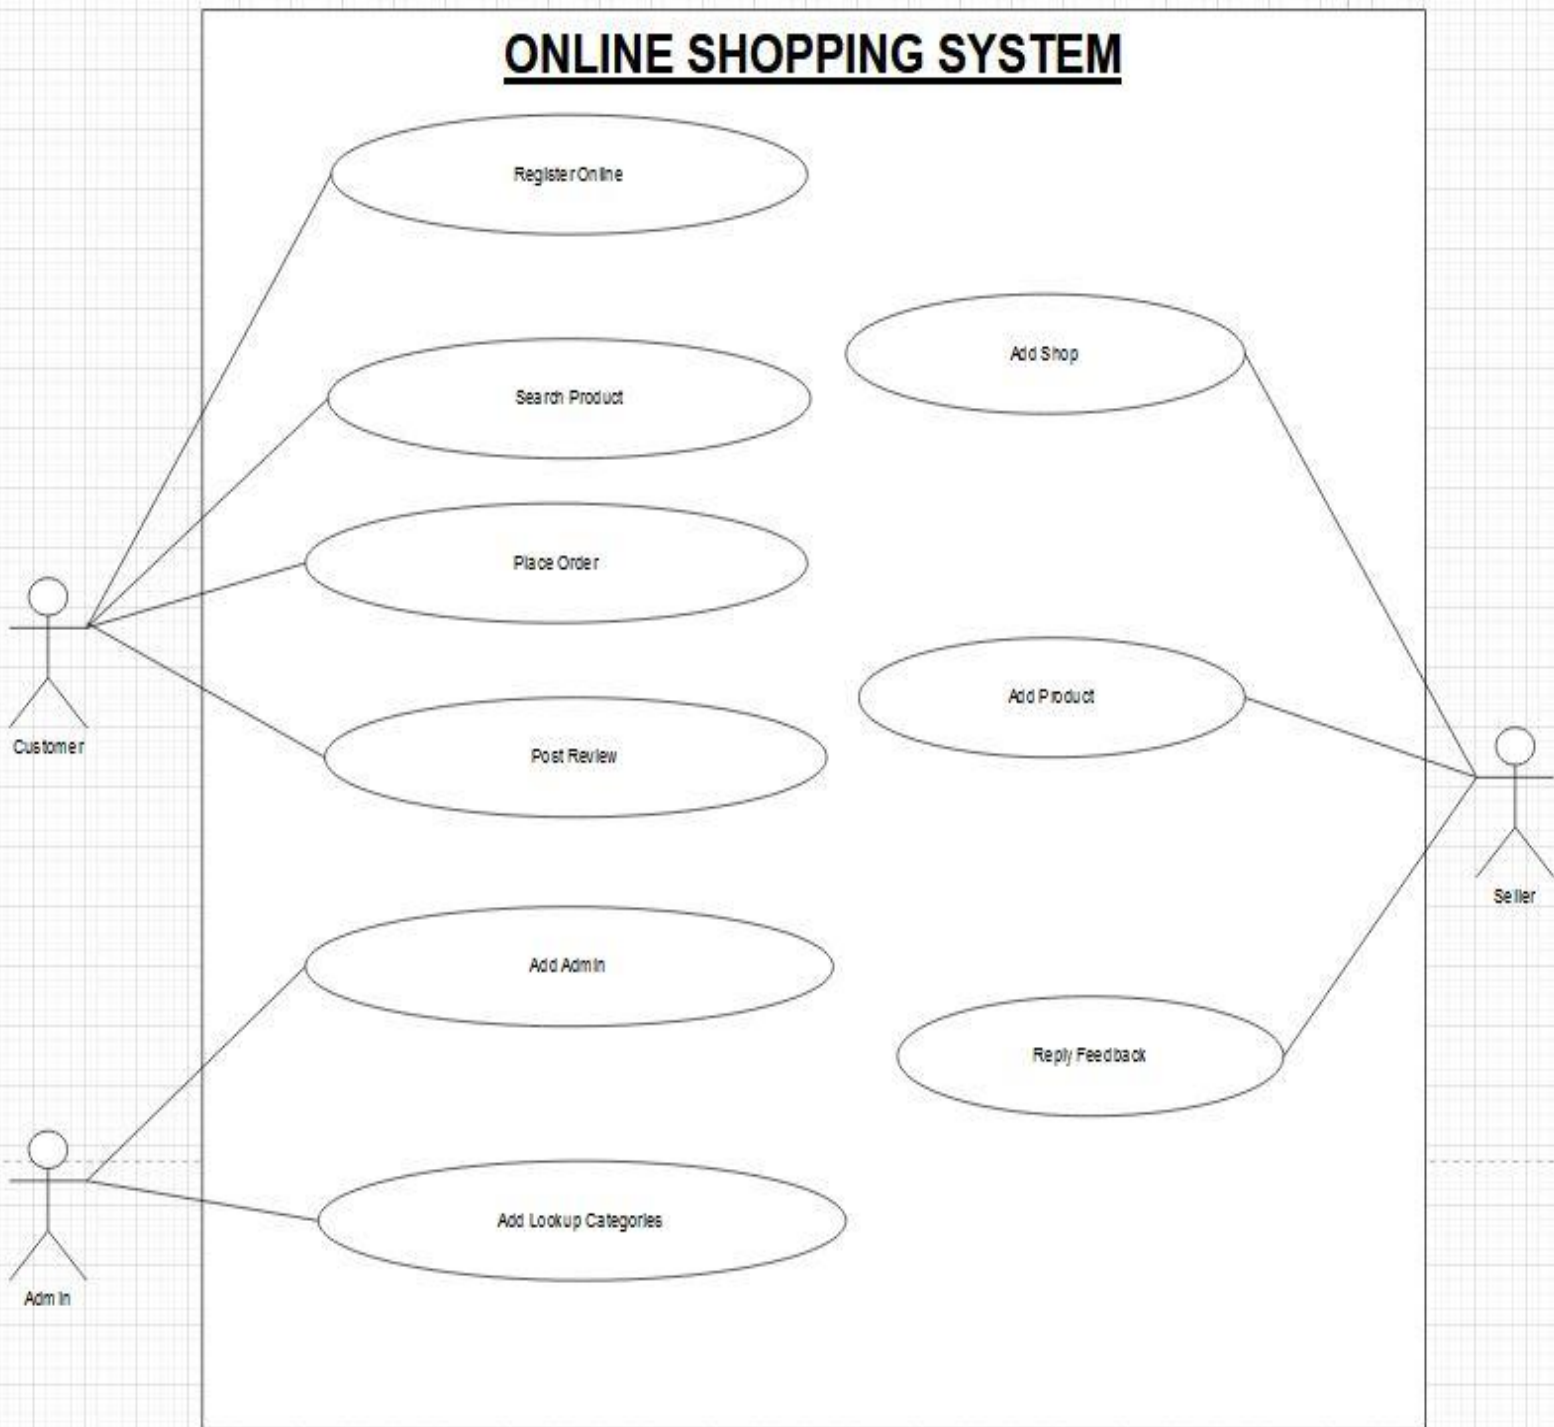 ONLINE SHOPPING SYSTEM
Register Online
Add Shop
Search Product
Place Order
Add Product
Customer
Post Review
Seller
Add Admin
Reply Feedback
Add Lookup Categories
Admin